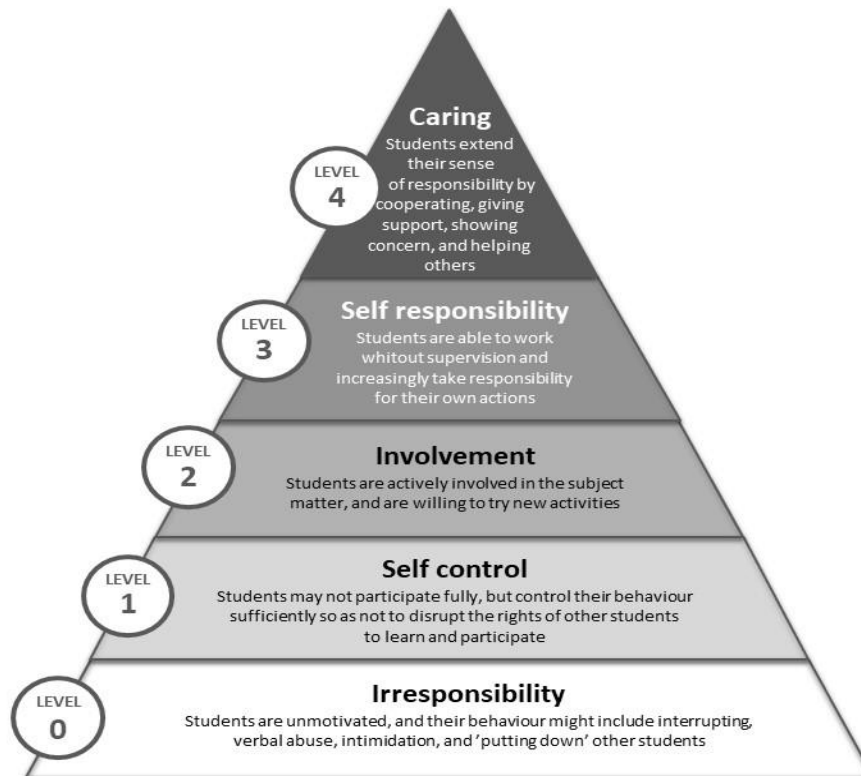 Caring
Students extend
their sense
of responsibility by
cooperating, giving
support, showing
concern, and helping
others
LEVEL
4
Self responsibility
Students are able to work
whitout supervision and
increasingly take responsibility
for their own actions
LEVEL
3
Involvement
Students are actively involved in the subject
matter, and are willing to try new activities
LEVEL
2
Self control
Students may not participate fully, but control their behaviour
sufficiently so as not to disrupt the rights of other students
to learn and participate
LEVEL
1
Irresponsibility
Students are unmotivated, and their behaviour might include interrupting,
verbal abuse, intimidation, and ’putting down’ other students
LEVEL
0